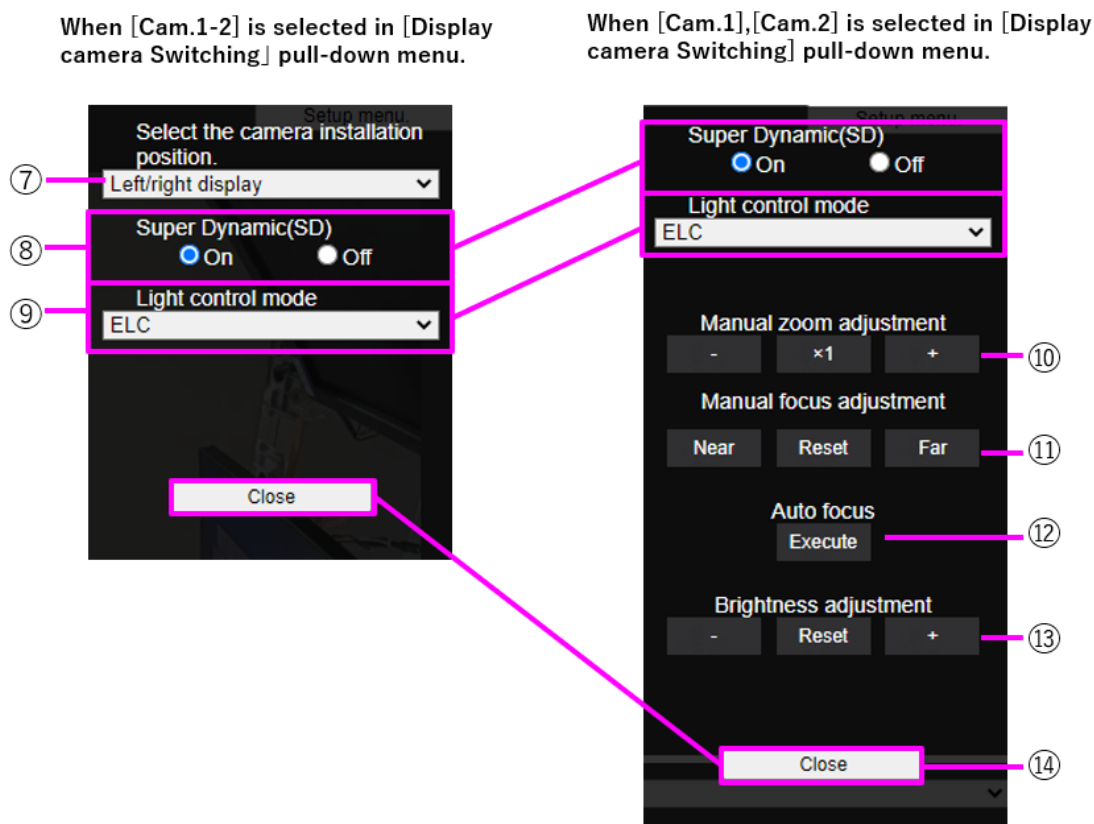 When [Cam.1-2] is selected in [Display
camera Switching」 pull-down menu.
Setup menu.
Select the camera installation
position.
⑦
Left/right display
⑧
Super Dynamic(SD)
On Off
⑨
Light control mode
ELC
Close
When [Cam.1],[Cam.2] is selected in [Display
camera Switching] pull-down menu.
Setup menu.
Super Dynamic(SD)
On Off
Light control mode
ELC
Manual zoom adjustment
- ×1 + ⑩
Manual focus adjustment
Near Reset Far ⑪
Auto focus
Execute ⑫
Brightness adjustment
- Reset + ⑬
Close ⑭